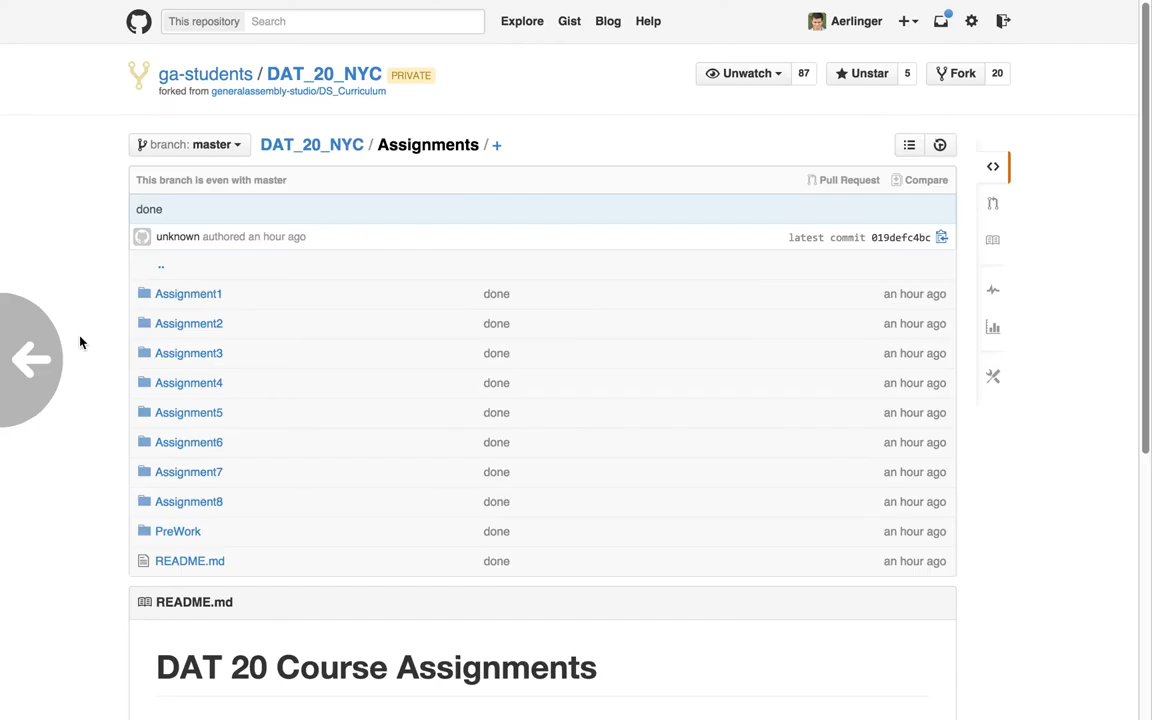 This repository Search Explore Gist Blog Help Aerlinger
ga-students / DAT_20_NYC PRIVATE Unwatch 87 Unstar 5 Fork 20
forked from generalassembly-studio/DS_Curriculum
branch: master DAT_20_NYC / Assignments / +
This branch is even with master Pull Request Compare
done
unknown authored an hour ago latest commit 019defc4bc
..
Assignment1 done an hour ago
Assignment2 done an hour ago
Assignment3 done an hour ago
Assignment4 done an hour ago
Assignment5 done an hour ago
Assignment6 done an hour ago
Assignment7 done an hour ago
Assignment8 done an hour ago
PreWork done an hour ago
README.md done an hour ago
README.md
DAT 20 Course Assignments